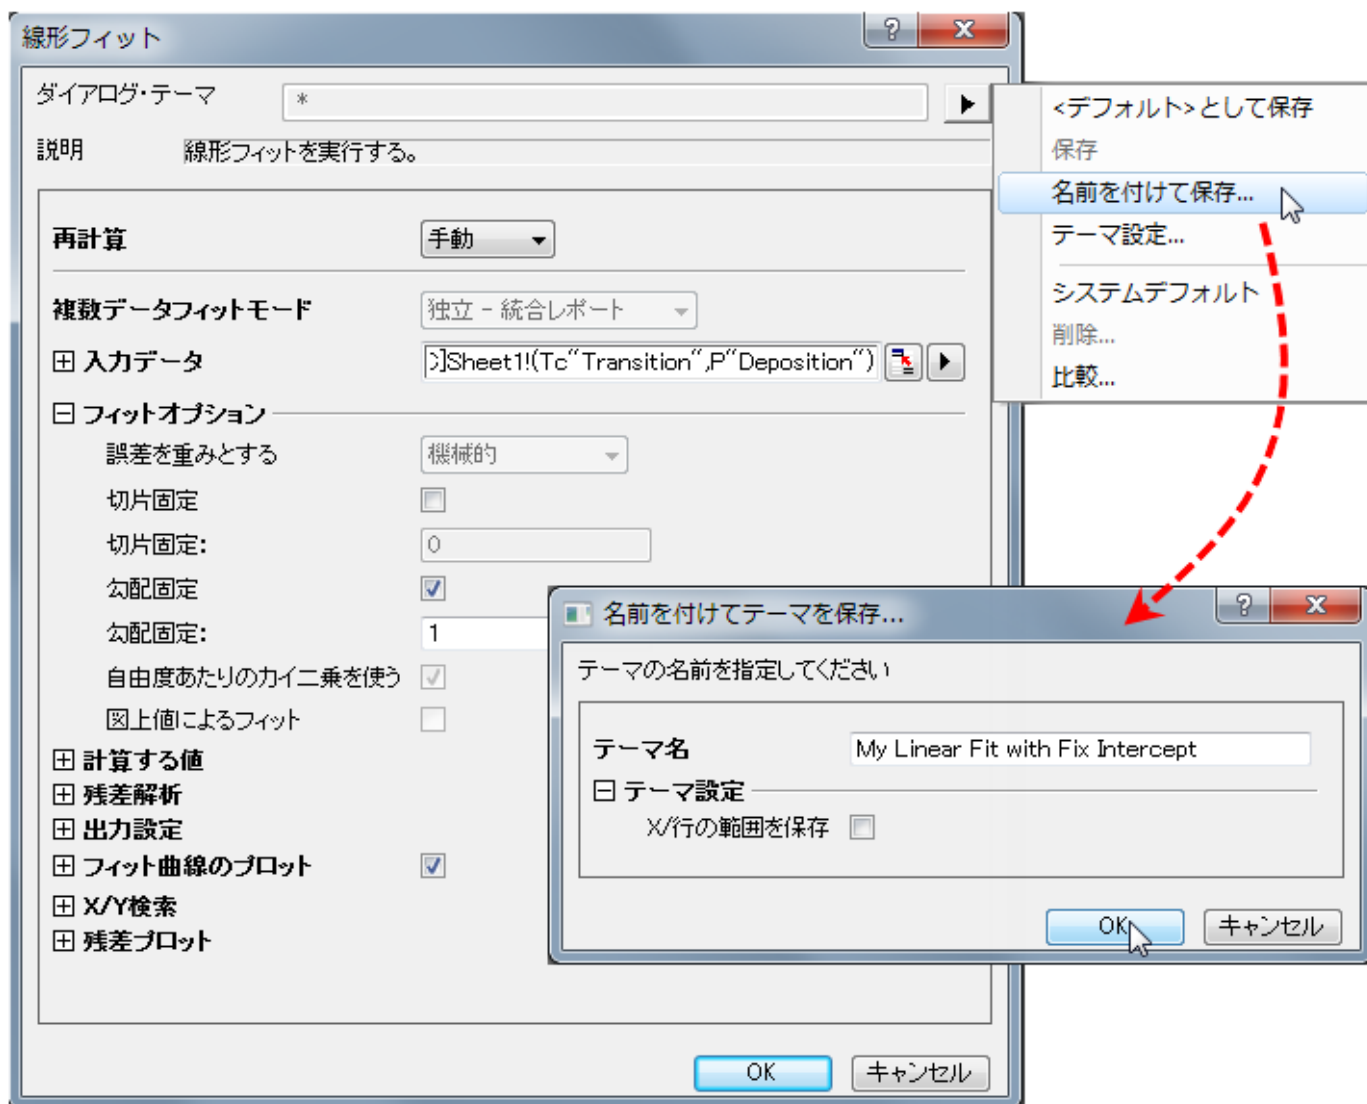 線形フィット
ダイアログ・テーマ
*
説明 線形フィットを実行する。
<デフォルト>として保存
保存
名前を付けて保存...
テーマ設定...
システムデフォルト
削除...
比較...
再計算 手動
複数データフィットモード 独立 - 統合レポート
入力データ ]Sheet1!(Tc"Transition",P"Deposition")
フィットオプション
誤差を重みとする 機械的
切片固定
切片固定: 0
勾配固定
勾配固定: 1
自由度あたりのカイ二乗を使う
図上値によるフィット
計算する値
残差解析
出力設定
フィット曲線のプロット
X/Y検索
残差プロット
OK キャンセル
名前を付けてテーマを保存...
テーマの名前を指定してください
テーマ名 My Linear Fit with Fix Intercept
テーマ設定
X/行の範囲を保存
OK キャンセル